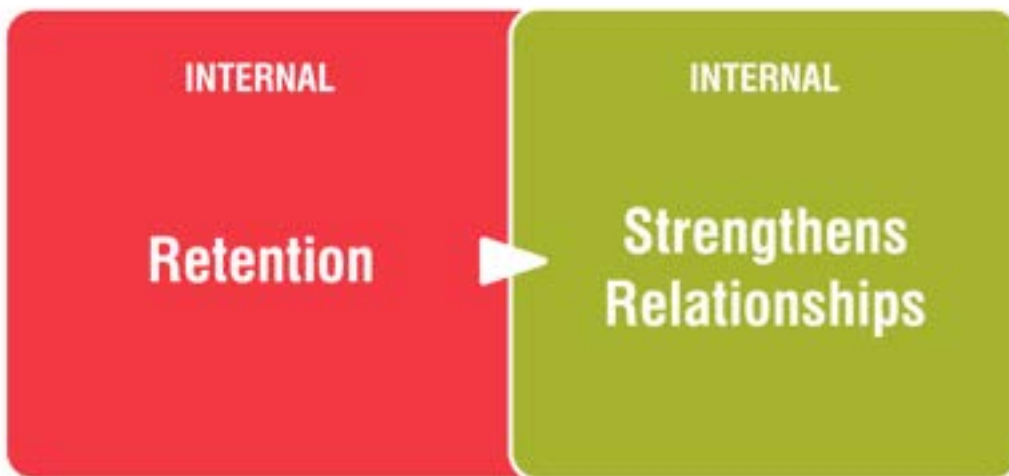 INTERNAL
Retention
INTERNAL
Strengthens
Relationships